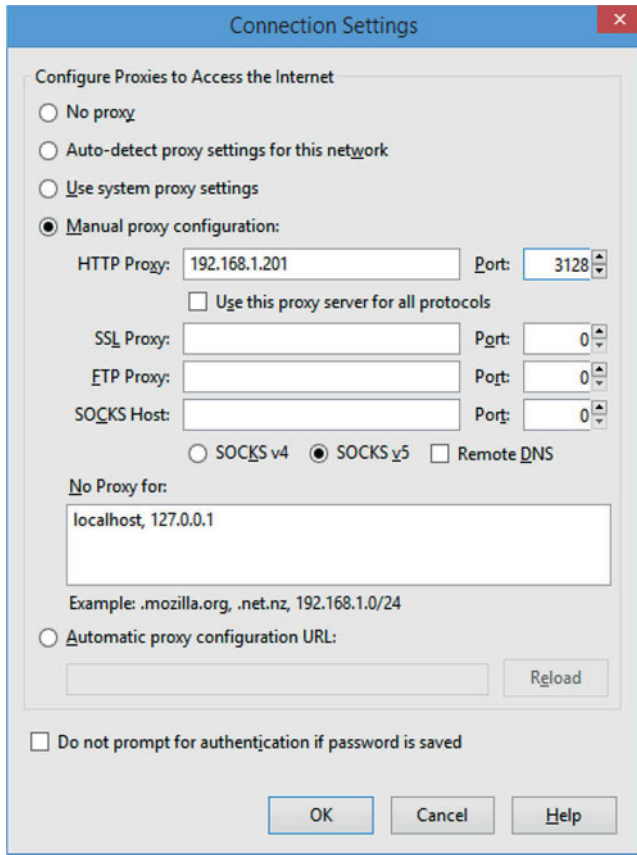 Connection Settings
Configure Proxies to Access the Internet
No proxy
Auto-detect proxy settings for this network
Use system proxy settings
Manual proxy configuration:
HTTP Proxy: 192.168.1.201 Port: 3128
Use this proxy server for all protocols
SSL Proxy: Port: 0
FTP Proxy: Port: 0
SOCKS Host: Port: 0
SOCKS v4 SOCKS v5 Remote DNS
No Proxy for:
localhost, 127.0.0.1
Example: .mozilla.org, .net.nz, 192.168.1.0/24
Automatic proxy configuration URL:
Reload
Do not prompt for authentication if password is saved
OK Cancel Help